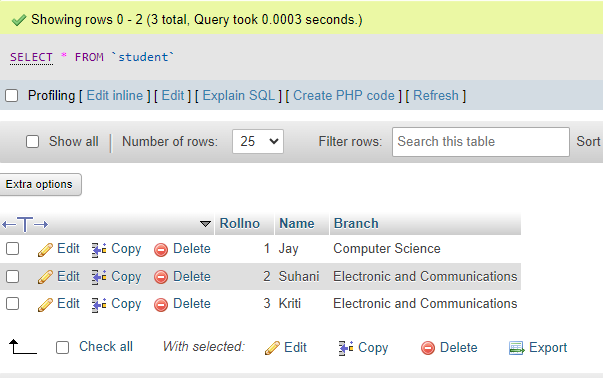 Showing rows 0 - 2 (3 total, Query took 0.0003 seconds.)
SELECT * FROM `student`
Profiling [ Edit inline ] [ Edit ] [ Explain SQL ] [ Create PHP code ] [ Refresh ]
Show all Number of rows: 25 Filter rows: Search this table Sort
Extra options
Rollno Name Branch
Edit Copy Delete 1 Jay Computer Science
Edit Copy Delete 2 Suhani Electronic and Communications
Edit Copy Delete 3 Kriti Electronic and Communications
Check all With selected: Edit Copy Delete Export